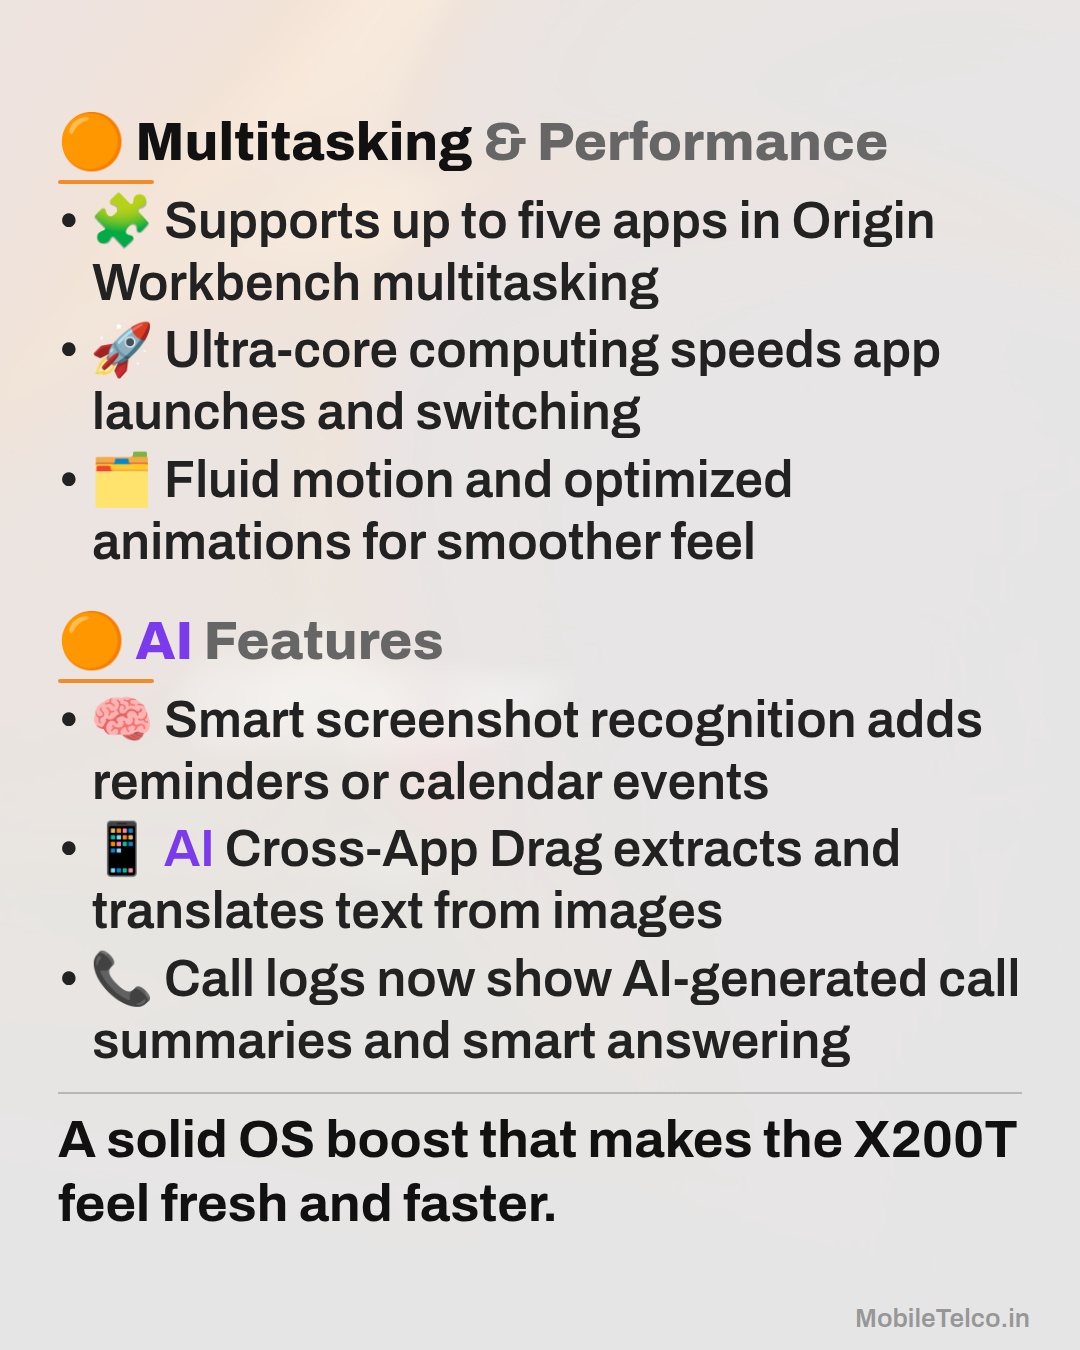 🟠 Multitasking & Performance
• 🧩 Supports up to five apps in Origin
Workbench multitasking
• 🚀 Ultra-core computing speeds app
launches and switching
• 🗂️ Fluid motion and optimized
animations for smoother feel
🟠 AI Features
• 🧠 Smart screenshot recognition adds
reminders or calendar events
• 📱 AI Cross-App Drag extracts and
translates text from images
• 📞 Call logs now show AI-generated call
summaries and smart answering
A solid OS boost that makes the X200T
feel fresh and faster.
MobileTelco.in